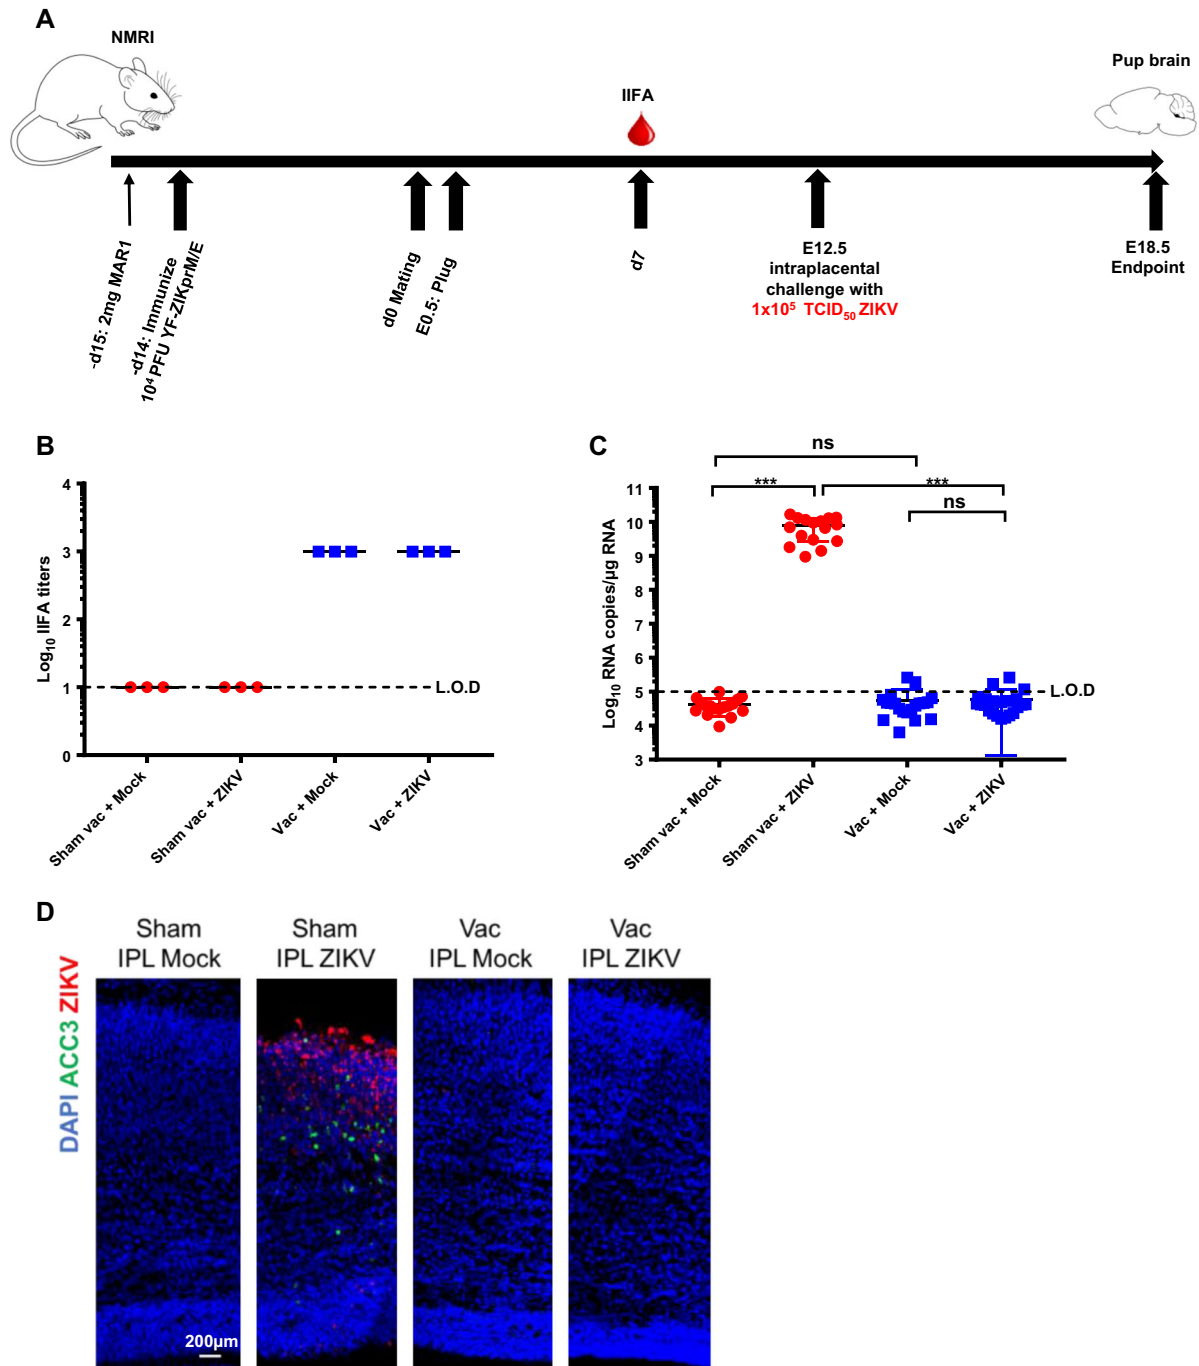 A
NMRI
Pup brain
IIFA
-d15: 2mg MAR1
-d14: Immunize
10⁴ PFU YF-ZIKprM/E
d0 Mating
E0.5: Plug
d7
E12.5
intraplacental
challenge with
1x10⁵ TCID₅₀ ZIKV
E18.5
Endpoint
B
Log₁₀ IIFA titers
4
3
2
1
0
L.O.D
Sham vac + Mock
Sham vac + ZIKV
Vac + Mock
Vac + ZIKV
C
ns
***
***
ns
Log₁₀ RNA copies/µg RNA
11
10
9
8
7
6
5
4
3
L.O.D
Sham vac + Mock
Sham vac + ZIKV
Vac + Mock
Vac + ZIKV
D
Sham
IPL Mock
Sham
IPL ZIKV
Vac
IPL Mock
Vac
IPL ZIKV
DAPI ACC3 ZIKV
200µm